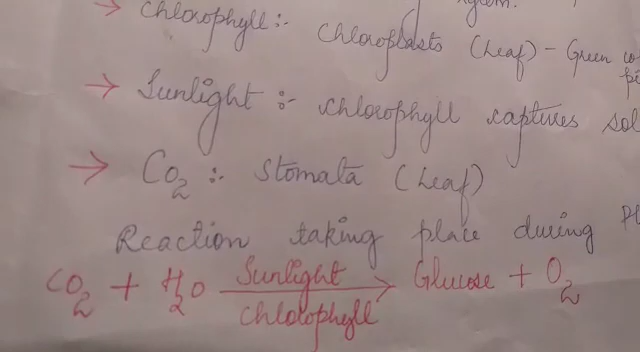 → Chlorophyll:- Chloroplasts (Leaf) - Green
→ Sunlight :- chlorophyll captures
→ CO2 :- Stomata (Leaf)
Reaction taking place during
CO2 + H2O Sunlight → Glucose + O2
Chlorophyll